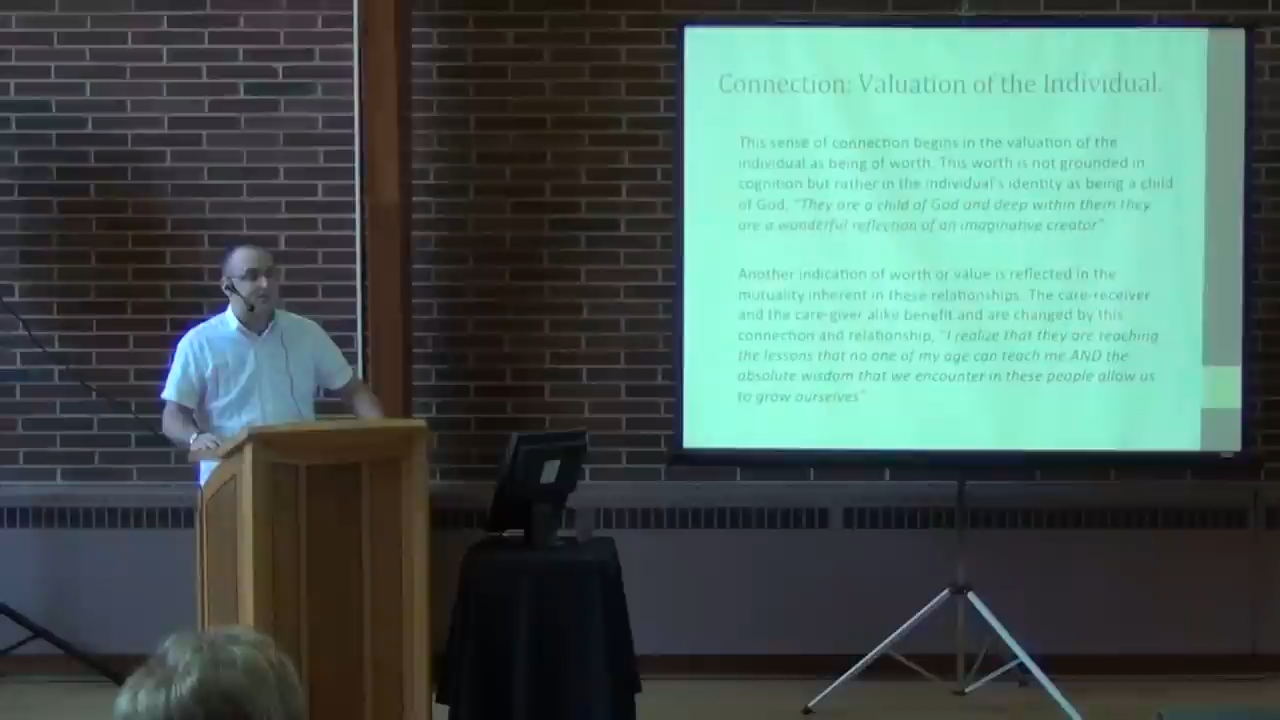 Connection: Valuation of the Individual.
This sense of connection begins in the valuation of the
individual as being of worth. This worth is not grounded in
cognition but rather in the individual's identity as being a child
of God, "They are a child of God and deep within them they
are a wonderful reflection of an imaginative creator"
Another indication of worth or value is reflected in the
mutuality inherent in these relationships. The care-receiver
and the care-giver alike benefit and are changed by this
connection and relationship, "I realize that they are teaching
the lessons that no one of my age can teach me AND the
absolute wisdom that we encounter in these people allow us
to grow ourselves"